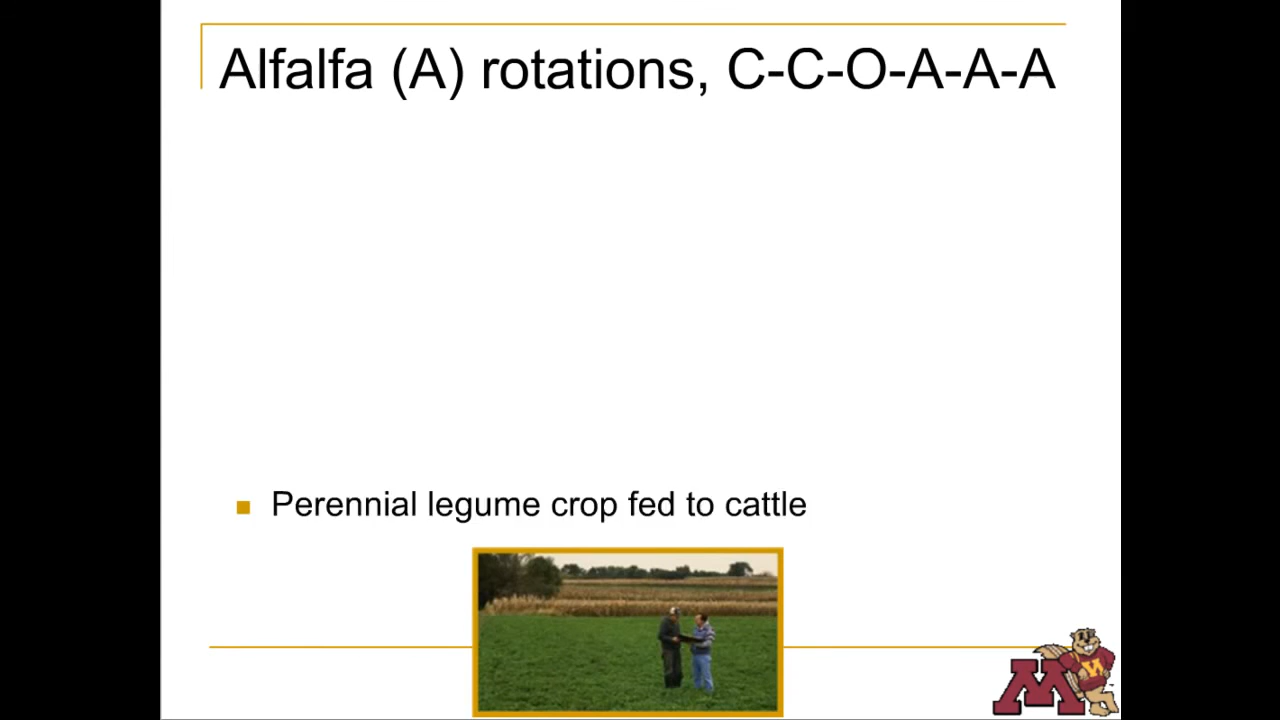 Alfalfa (A) rotations, C-C-O-A-A-A
Perennial legume crop fed to cattle
M